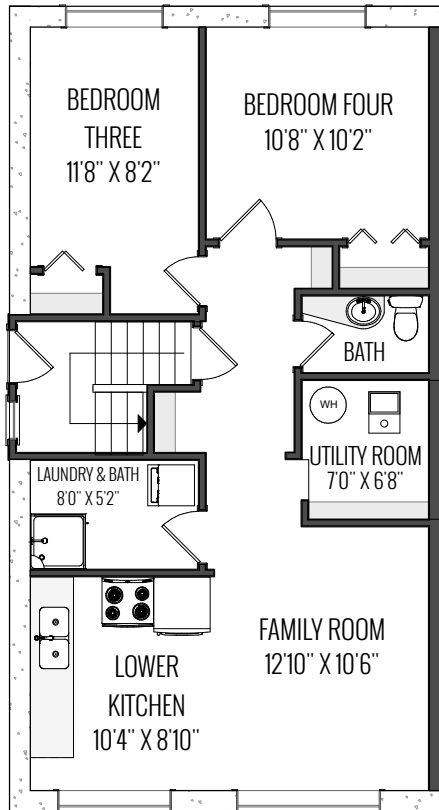 BEDROOM
THREE
11'8" X 8'2"
BEDROOM FOUR
10'8" X 10'2"
BATH
WH
UTILITY ROOM
7'0" X 6'8"
LAUNDRY & BATH
8'0" X 5'2"
FAMILY ROOM
12'10" X 10'6"
LOWER
KITCHEN
10'4" X 8'10"